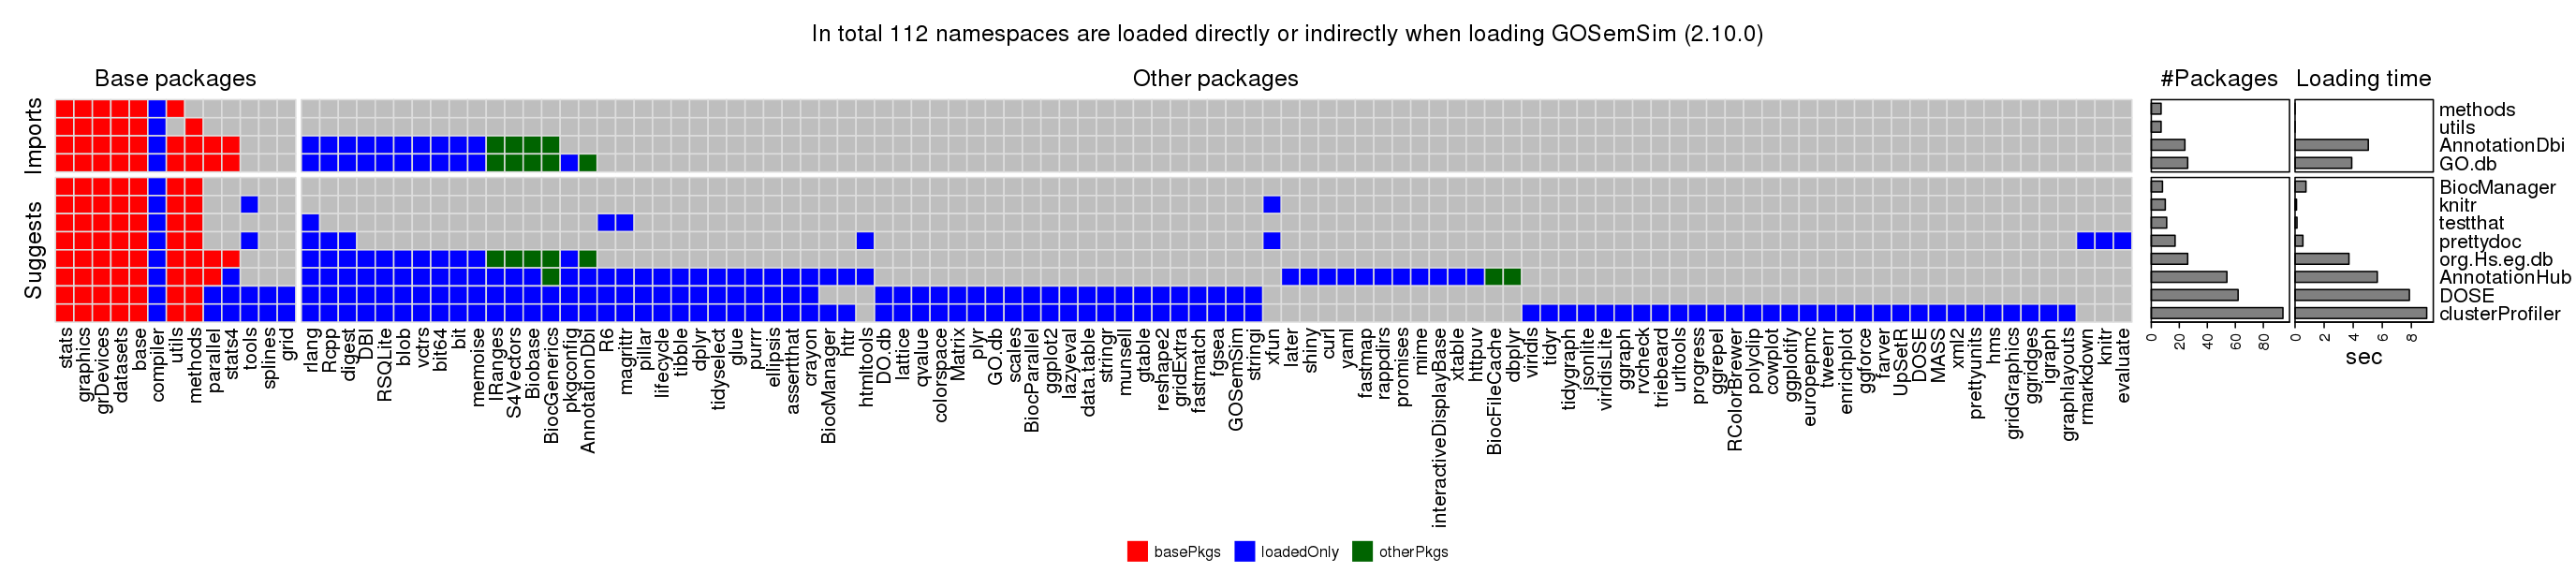 In total 112 namespaces are loaded directly or indirectly when loading GOSemSim (2.10.0)
Base packages
Other packages
#Packages
Loading time
Imports
Suggests
methods
utils
AnnotationDbi
GO.db
BiocManager
knitr
testthat
prettydoc
org.Hs.eg.db
AnnotationHub
DOSE
clusterProfiler
stats
graphics
grDevices
datasets
base
compiler
utils
methods
parallel
stats4
tools
splines
grid
rlang
Rcpp
digest
DBI
RSQLite
blob
vctrs
bit64
bit
memoise
IRanges
S4Vectors
Biobase
BiocGenerics
pkgconfig
AnnotationDbi
R6
magrittr
pillar
lifecycle
tibble
dplyr
tidyselect
glue
purrr
ellipsis
assertthat
crayon
BiocManager
httr
htmltools
DO.db
lattice
qvalue
colorspace
Matrix
plyr
GO.db
scales
BiocParallel
ggplot2
lazyeval
data.table
stringr
munsell
gtable
reshape2
gridExtra
fastmatch
fgsea
GOSemSim
stringi
xfun
later
shiny
curl
yaml
fastmap
rappdirs
promises
mime
interactiveDisplayBase
xtable
httpuv
BiocFileCache
dbplyr
viridis
tidyr
tidygraph
jsonlite
viridisLite
ggraph
rvcheck
triebeard
urltools
progress
ggrepel
RColorBrewer
polyclip
cowplot
ggplotify
europepmc
tweenr
enrichplot
ggforce
farver
UpSetR
DOSE
MASS
xml2
prettyunits
hms
gridGraphics
ggridges
igraph
graphlayouts
rmarkdown
knitr
evaluate
0
20
40
60
80
0
2
4
6
8
sec
basePkgs
loadedOnly
otherPkgs